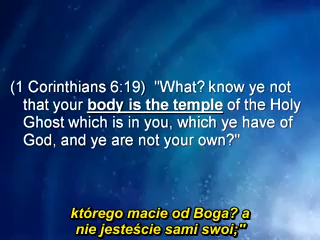 (1 Corinthians 6:19)  "What? know ye not
that your body is the temple of the Holy
Ghost which is in you, which ye have of
God, and ye are not your own?"
którego macie od Boga? a
nie jesteście sami swoi;"